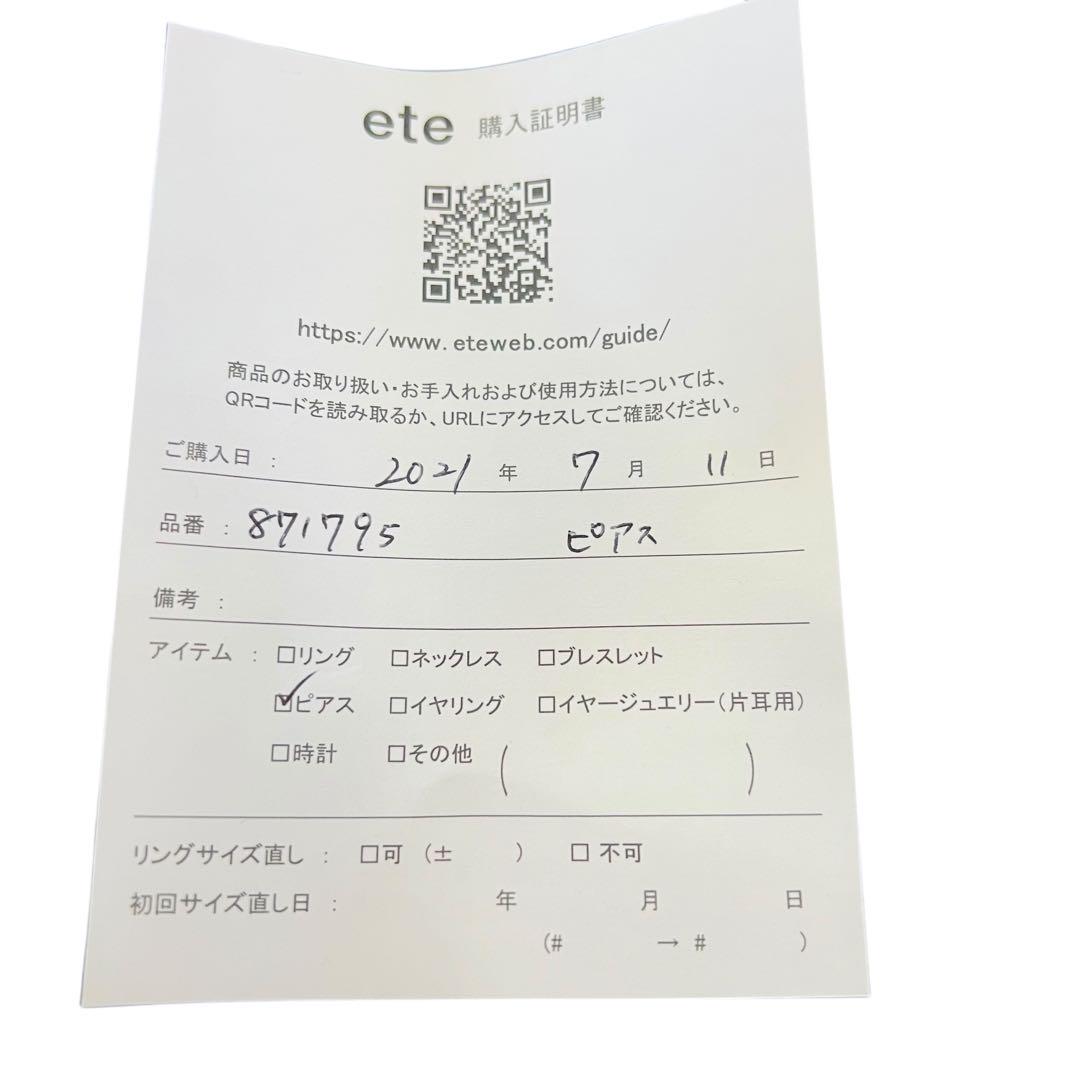 ete 購入証明書
https://www.eteweb.com/guide/
商品のお取り扱い・お手入れおよび使用方法については、
QRコードを読み取るか、URLにアクセスしてご確認ください。
ご購入日 : 2021 年 7 月 11 日
品番 : 871795 ピアス
備考 :
アイテム : □リング □ネックレス □ブレスレット
☑ピアス □イヤリング □イヤージュエリー(片耳用)
□時計 □その他 ( )
リングサイズ直し : □可 (± ) □ 不可
初回サイズ直し日 : 年 月 日
(# → # )